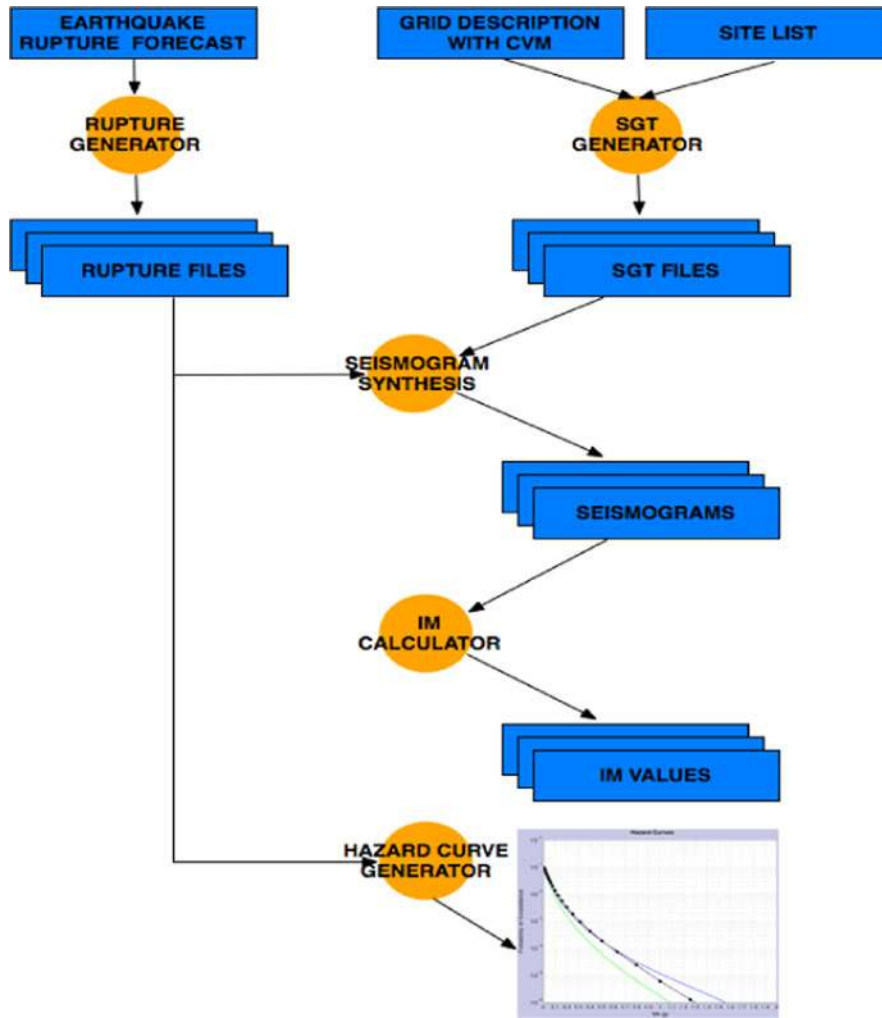 EARTHQUAKE
RUPTURE FORECAST
GRID DESCRIPTION
WITH CVM
SITE LIST
RUPTURE
GENERATOR
SGT
GENERATOR
RUPTURE FILES
SGT FILES
SEISMOGRAM
SYNTHESIS
SEISMOGRAMS
IM
CALCULATOR
IM VALUES
HAZARD CURVE
GENERATOR
Hazard Curves